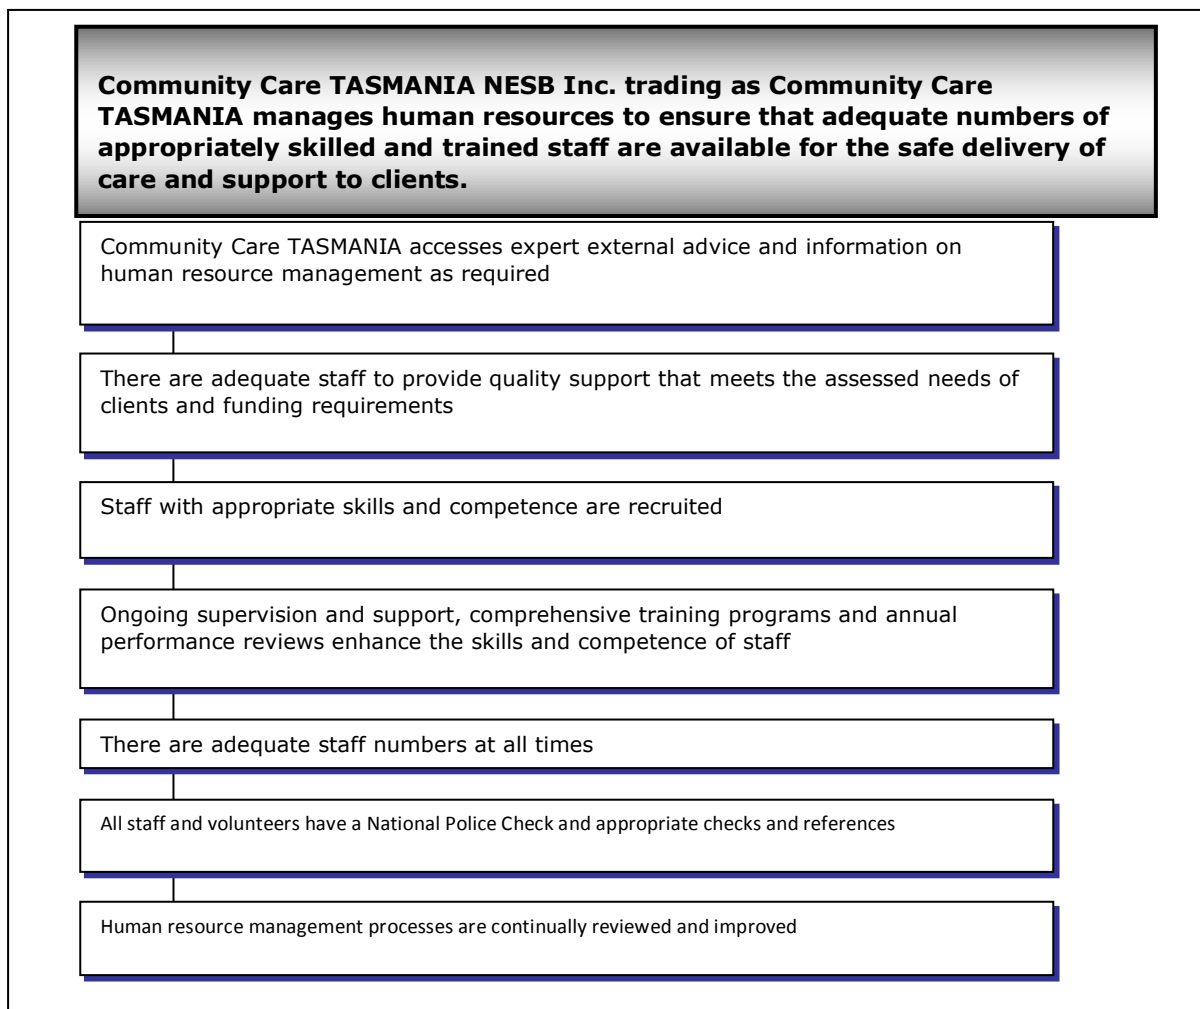 Community Care TASMANIA NESB Inc. trading as Community Care
TASMANIA manages human resources to ensure that adequate numbers of
appropriately skilled and trained staff are available for the safe delivery of
care and support to clients.
Community Care TASMANIA accesses expert external advice and information on
human resource management as required
There are adequate staff to provide quality support that meets the assessed needs of
clients and funding requirements
Staff with appropriate skills and competence are recruited
Ongoing supervision and support, comprehensive training programs and annual
performance reviews enhance the skills and competence of staff
There are adequate staff numbers at all times
All staff and volunteers have a National Police Check and appropriate checks and references
Human resource management processes are continually reviewed and improved